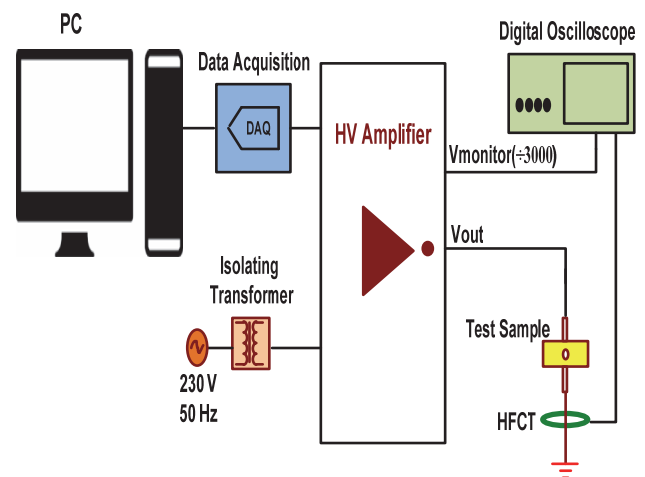 PC
Data Acquisition
DAQ
HV Amplifier
Digital Oscilloscope
Vmonitor(÷3000)
Vout
Isolating
Transformer
230 V
50 Hz
Test Sample
HFCT